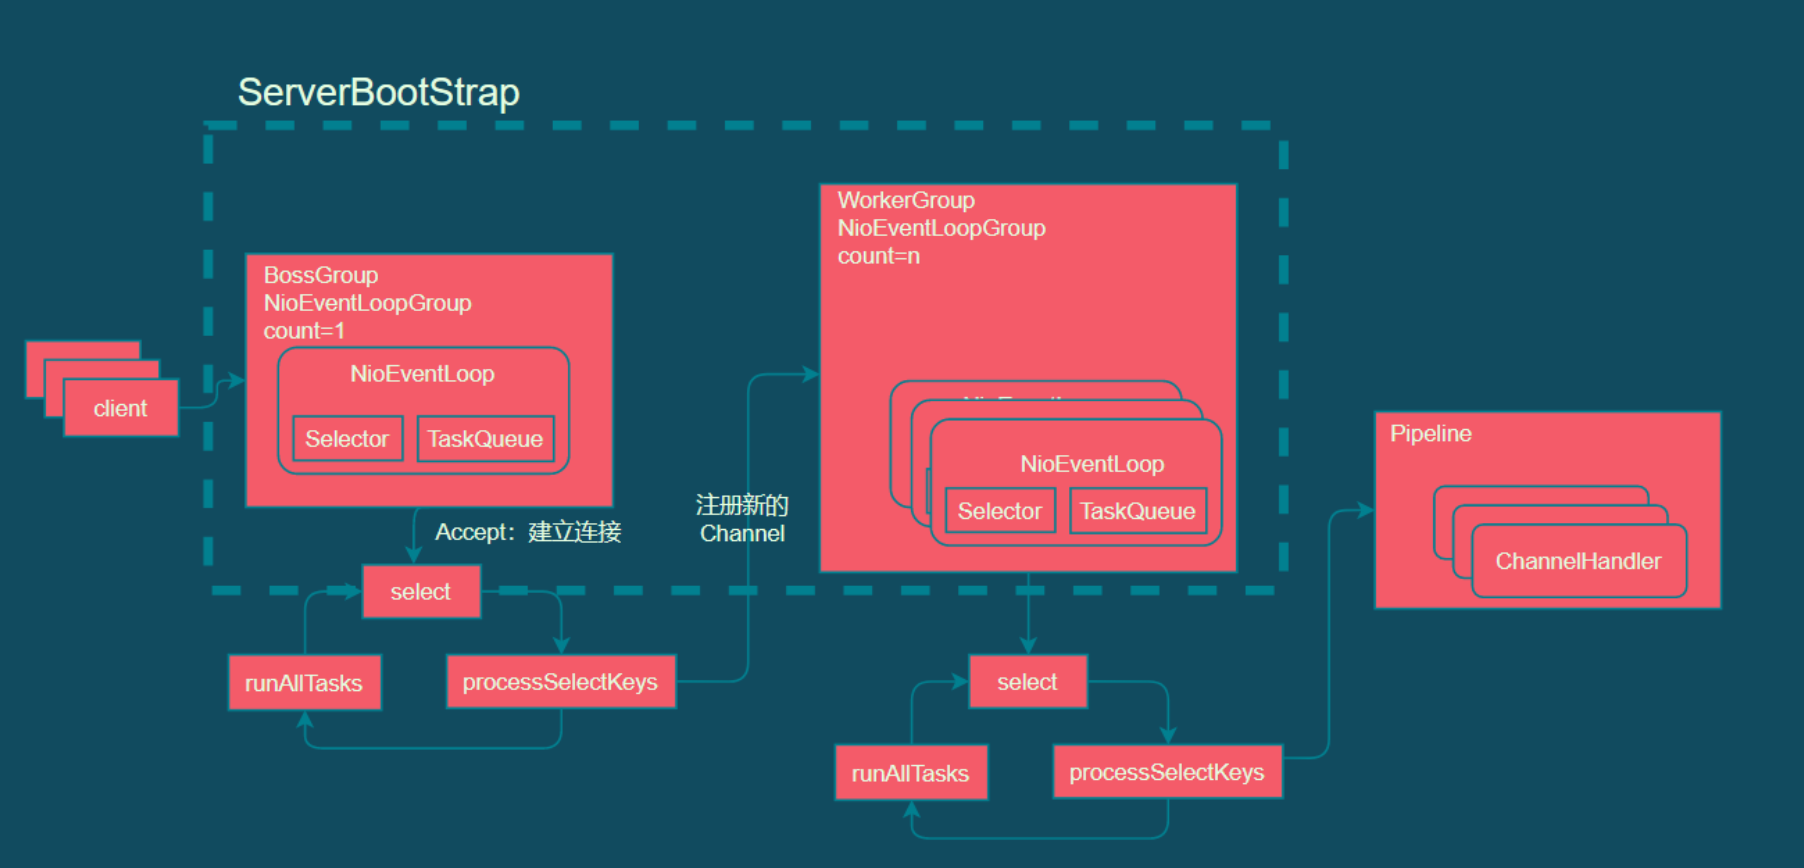 ServerBootStrap
WorkerGroup
NioEventLoopGroup
count=n
BossGroup
NioEventLoopGroup
count=1
NioEventLoop
Selector
TaskQueue
client
Pipeline
NioEventLoop
Selector
TaskQueue
注册新的
Channel
Accept：建立连接
ChannelHandler
select
runAllTasks
processSelectKeys
select
runAllTasks
processSelectKeys